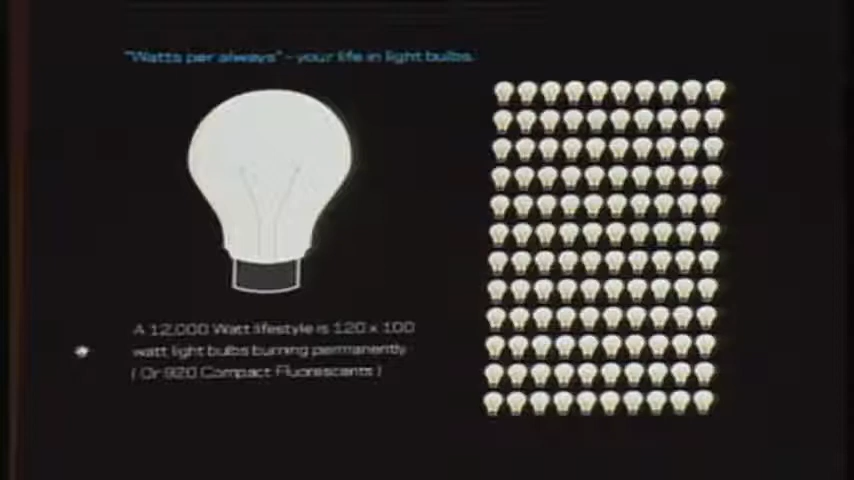 "Watts per always" - your life in light bulbs.
A 12,000 Watt lifestyle is 120 x 100
watt light bulbs burning permanently
( Or 920 Compact Fluorescents )